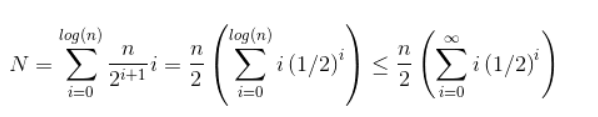 N = \sum_{i=0}^{log(n)} \frac{n}{2^{i+1}} i = \frac{n}{2} \left( \sum_{i=0}^{log(n)} i (1/2)^i \right) \leq \frac{n}{2} \left( \sum_{i=0}^{\infty} i (1/2)^i \right)